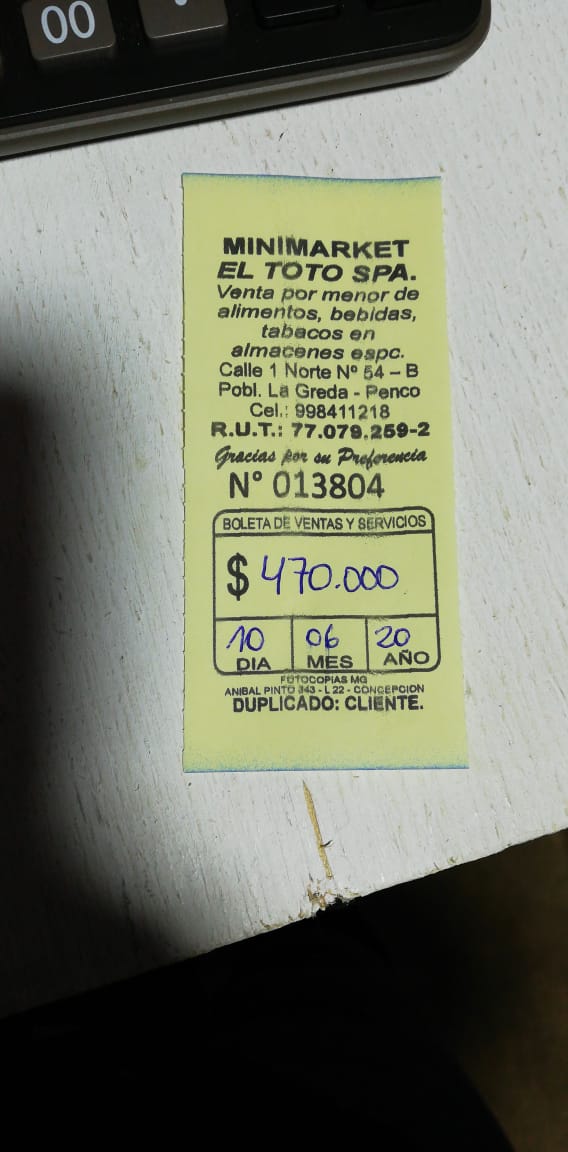 00
MINIMARKET
EL TOTO SPA.
Venta por menor de
alimentos, bebidas,
tabacos en
almacenes espc.
Calle 1 Norte Nº 54 – B
Pobl. La Greda - Penco
Cel.: 998411218
R.U.T.: 77.079.259-2
Gracias por su Preferencia
N° 013804
BOLETA DE VENTAS Y SERVICIOS
$ 470.000
10 06 20
DIA MES AÑO
FOTOCOPIAS MG
ANIBAL PINTO 343 - L 22 - CONCEPCION
DUPLICADO: CLIENTE.